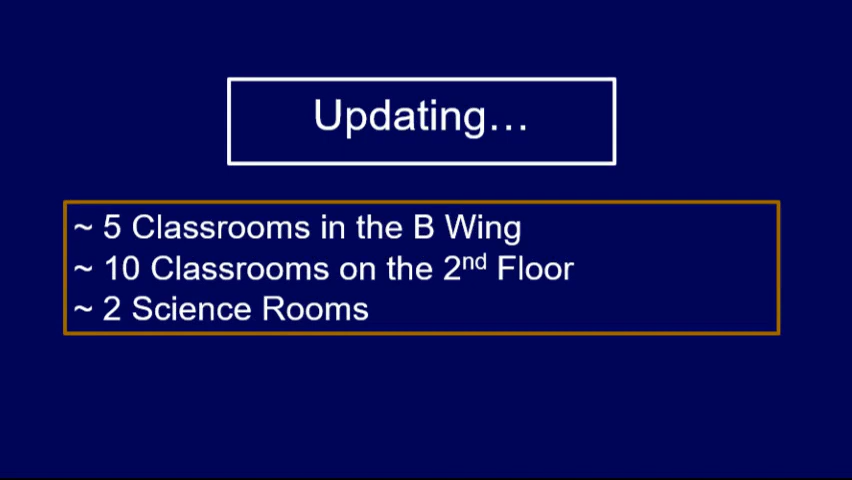 Updating…
~ 5 Classrooms in the B Wing
~ 10 Classrooms on the 2nd Floor
~ 2 Science Rooms